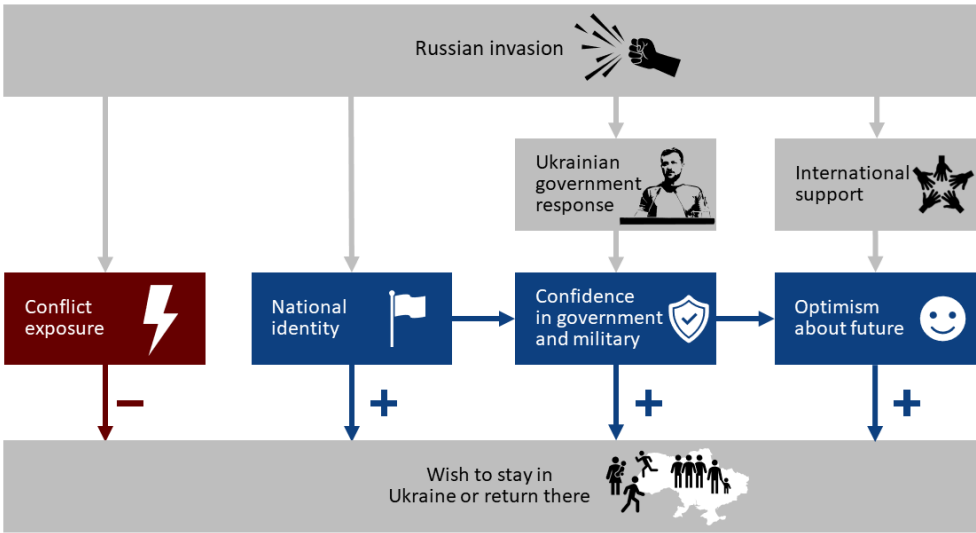 Russian invasion
Ukrainian
government
response
International
support
Conflict
exposure
National
identity
Confidence
in government
and military
Optimism
about future
−
+
+
+
Wish to stay in
Ukraine or return there